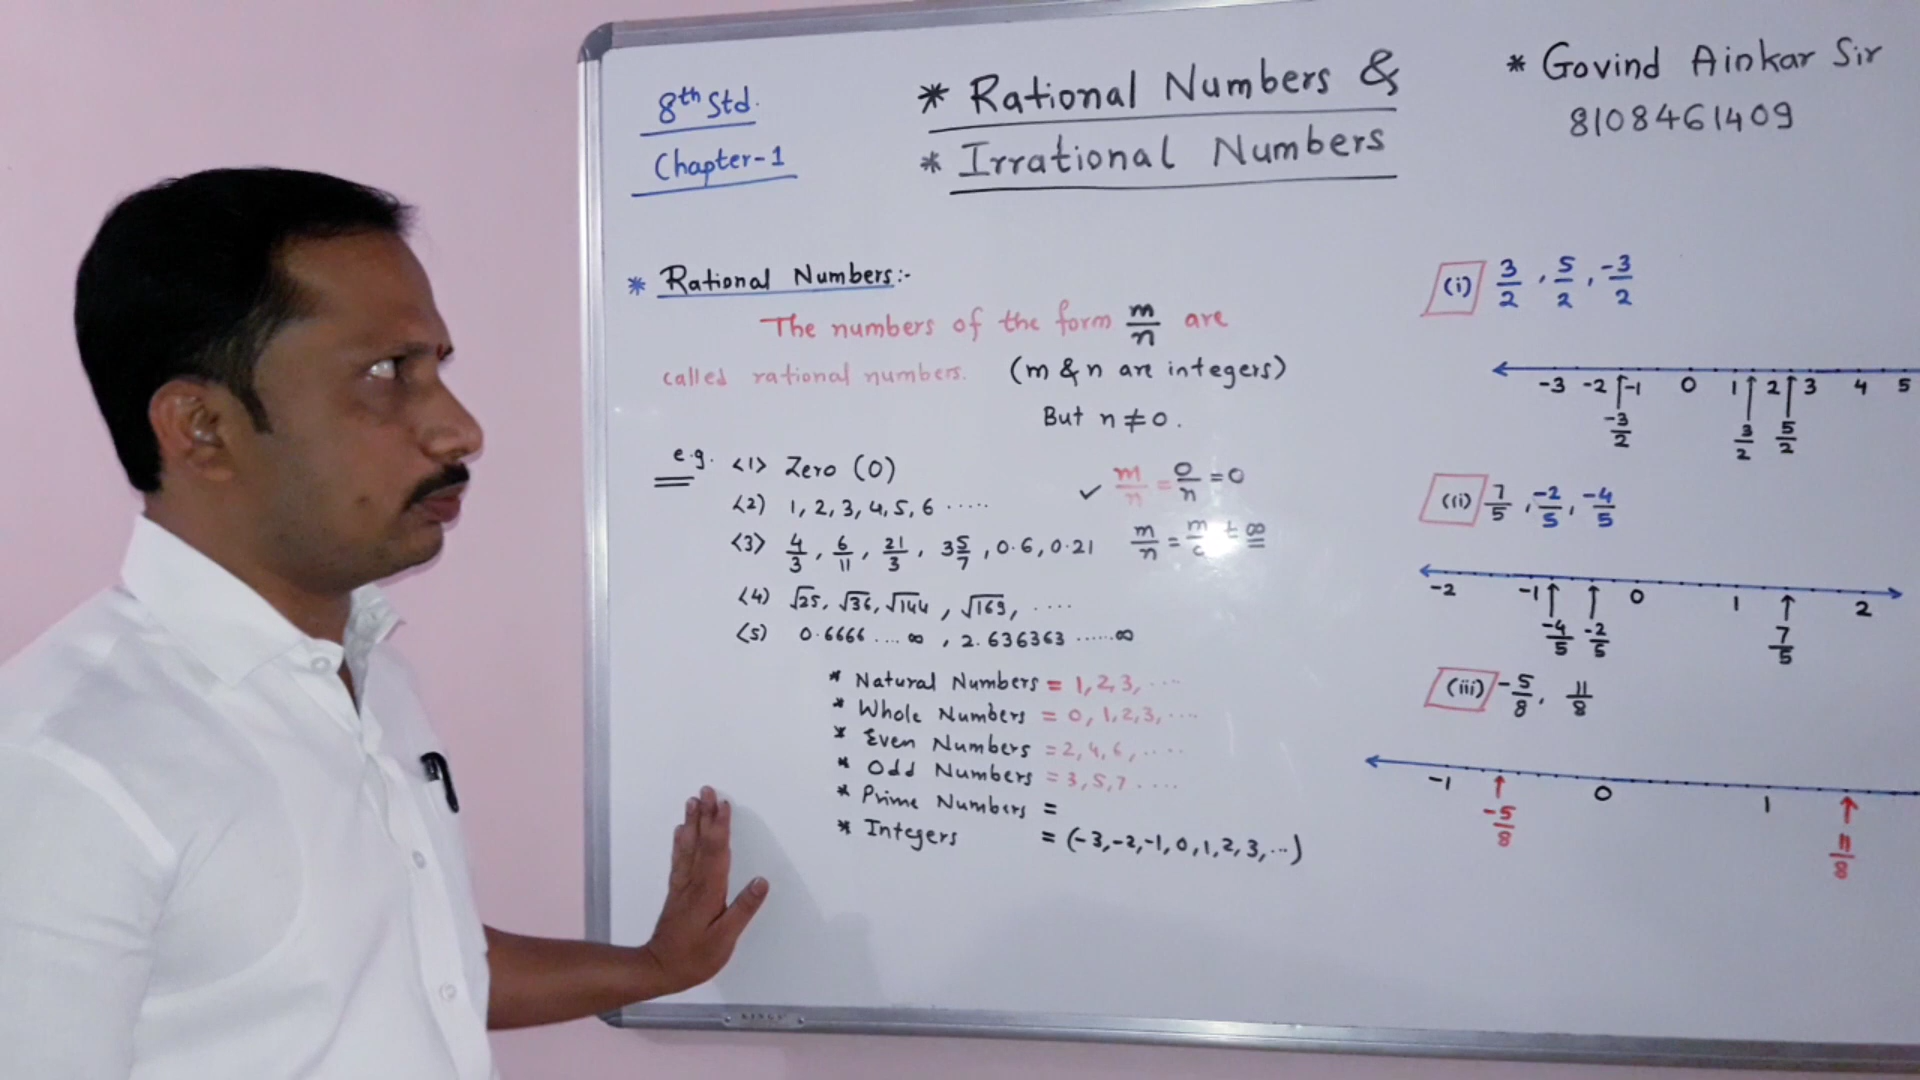 8th Std.
Chapter-1
* Rational Numbers &
* Irrational Numbers
* Govind Ainkar Sir
8108461409
* Rational Numbers:-
The numbers of the form m/n are
called rational numbers. (m & n are integers)
But n ≠ 0.
e.g. <1> Zero (0)
<2> 1, 2, 3, 4, 5, 6 .....
<3> 4/3, 6/11, 21/3, 3 5/7, 0.6, 0.21
<4> √25, √36, √144, √169, ....
<5> 0.6666 .... ∞, 2.636363 ...... ∞
✓ m/n = 0/n = 0
m/n = m/ ∞
* Natural Numbers = 1, 2, 3, ....
* Whole Numbers = 0, 1, 2, 3, ....
* Even Numbers = 2, 4, 6, .....
* Odd Numbers = 3, 5, 7 ....
* Prime Numbers =
* Integers = (-3, -2, -1, 0, 1, 2, 3, ...)
(i) 3/2, 5/2, -3/2
-3 -2 -1 0 1 2 3 4 5
-3/2 3/2 5/2
(ii) 7/5, -2/5, -4/5
-2 -1 0 1 2
-4/5 -2/5 7/5
(iii) -5/8, 11/8
-1 0 1
-5/8 11/8